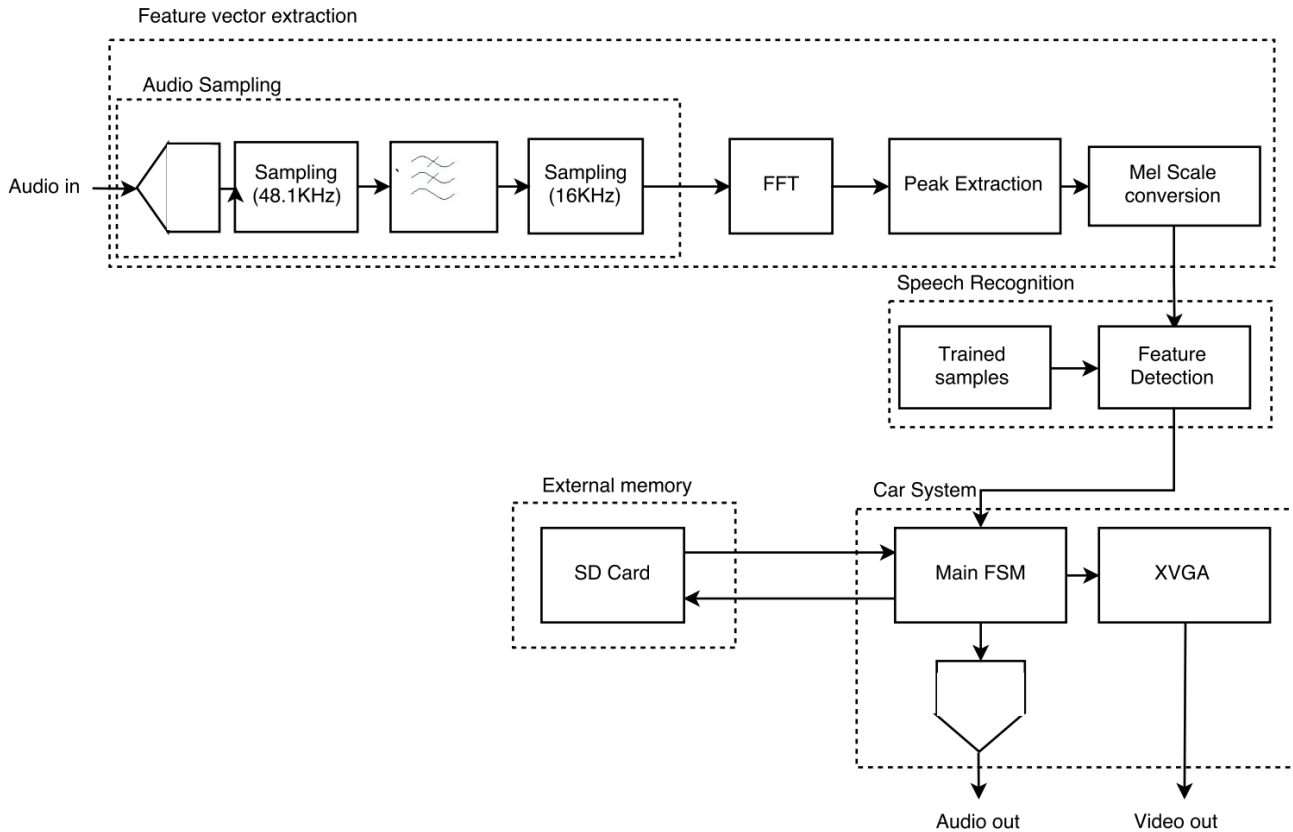 Feature vector extraction
Audio Sampling
Audio in
Sampling
(48.1KHz)
Sampling
(16KHz)
FFT
Peak Extraction
Mel Scale
conversion
Speech Recognition
Trained
samples
Feature
Detection
External memory
Car System
SD Card
Main FSM
XVGA
Audio out
Video out